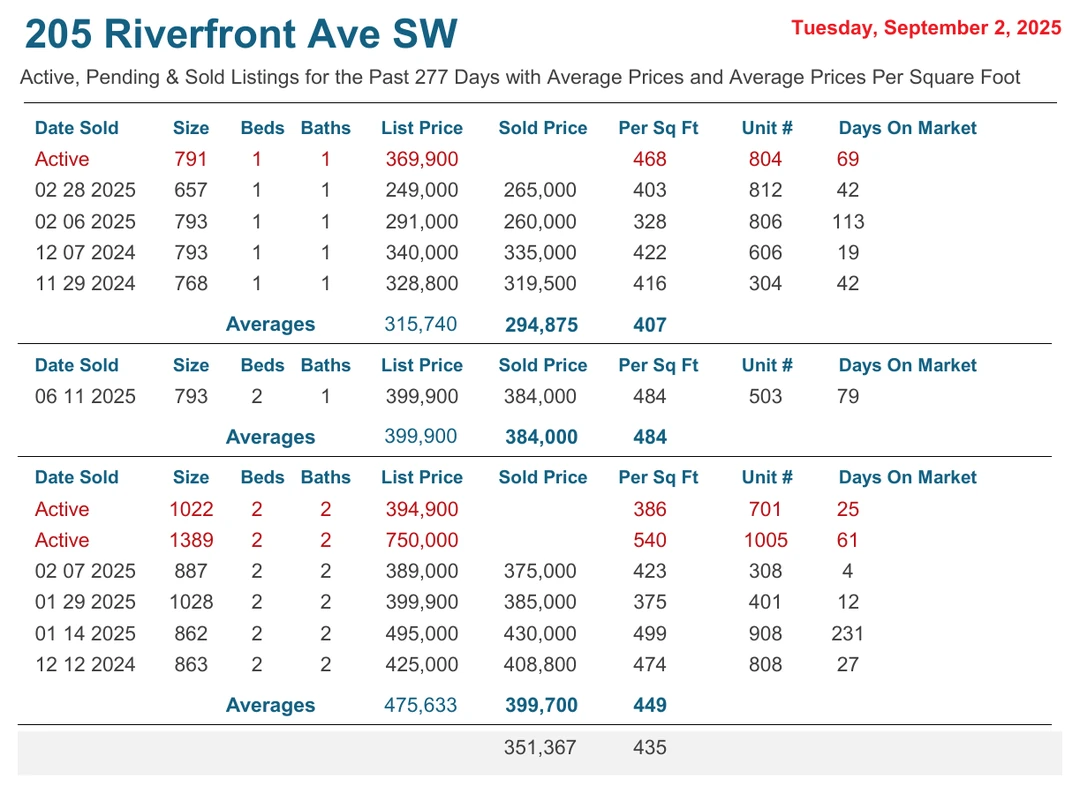 205 Riverfront Ave SW
Tuesday, September 2, 2025
Active, Pending & Sold Listings for the Past 277 Days with Average Prices and Average Prices Per Square Foot
Date Sold Size Beds Baths List Price Sold Price Per Sq Ft Unit # Days On Market
Active 791 1 1 369,900 468 804 69
02 28 2025 657 1 1 249,000 265,000 403 812 42
02 06 2025 793 1 1 291,000 260,000 328 806 113
12 07 2024 793 1 1 340,000 335,000 422 606 19
11 29 2024 768 1 1 328,800 319,500 416 304 42
Averages 315,740 294,875 407
Date Sold Size Beds Baths List Price Sold Price Per Sq Ft Unit # Days On Market
06 11 2025 793 2 1 399,900 384,000 484 503 79
Averages 399,900 384,000 484
Date Sold Size Beds Baths List Price Sold Price Per Sq Ft Unit # Days On Market
Active 1022 2 2 394,900 386 701 25
Active 1389 2 2 750,000 540 1005 61
02 07 2025 887 2 2 389,000 375,000 423 308 4
01 29 2025 1028 2 2 399,900 385,000 375 401 12
01 14 2025 862 2 2 495,000 430,000 499 908 231
12 12 2024 863 2 2 425,000 408,800 474 808 27
Averages 475,633 399,700 449
351,367 435